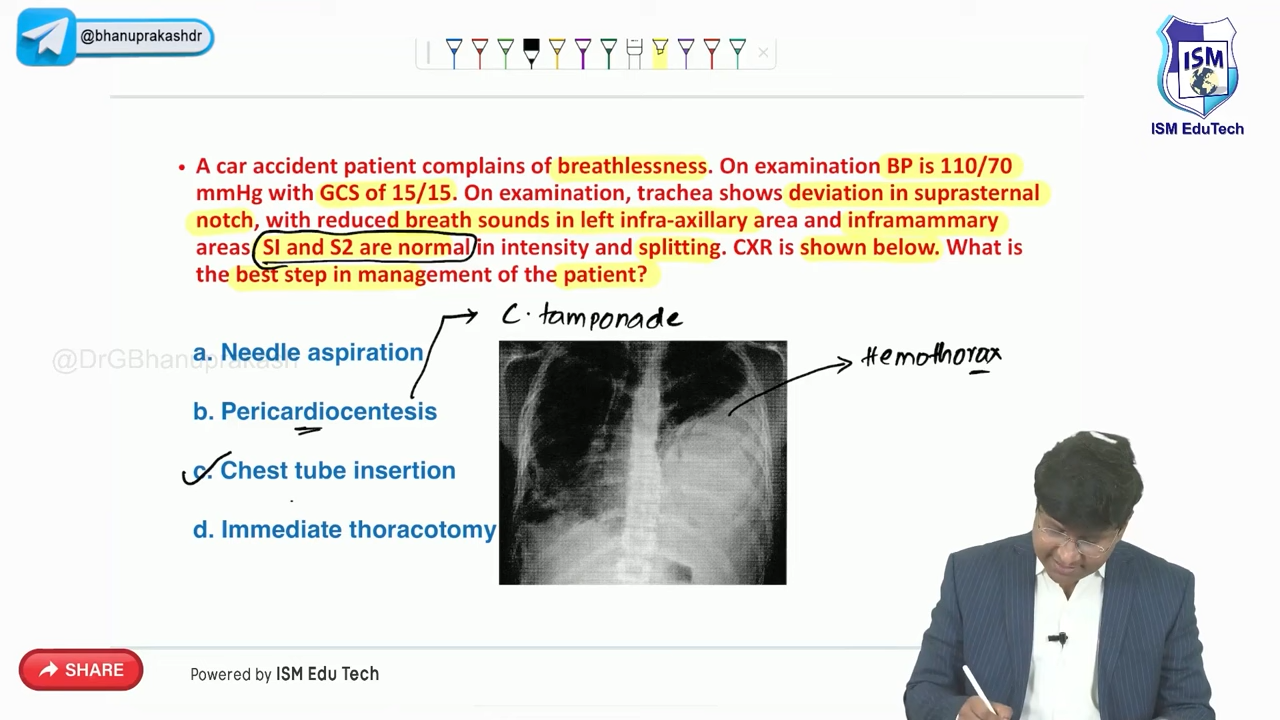 @bhanuprakashdr
ISM
ISM EduTech
• A car accident patient complains of breathlessness. On examination BP is 110/70
mmHg with GCS of 15/15. On examination, trachea shows deviation in suprasternal
notch, with reduced breath sounds in left infra-axillary area and inframammary
areas SI and S2 are normal in intensity and splitting. CXR is shown below. What is
the best step in management of the patient?
C. tamponade
a. Needle aspiration
@DrGBhanuprakash
Hemothorax
b. Pericardiocentesis
c. Chest tube insertion
d. Immediate thoracotomy
SHARE
Powered by ISM Edu Tech